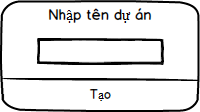 Nhập tên dự án
Tạo